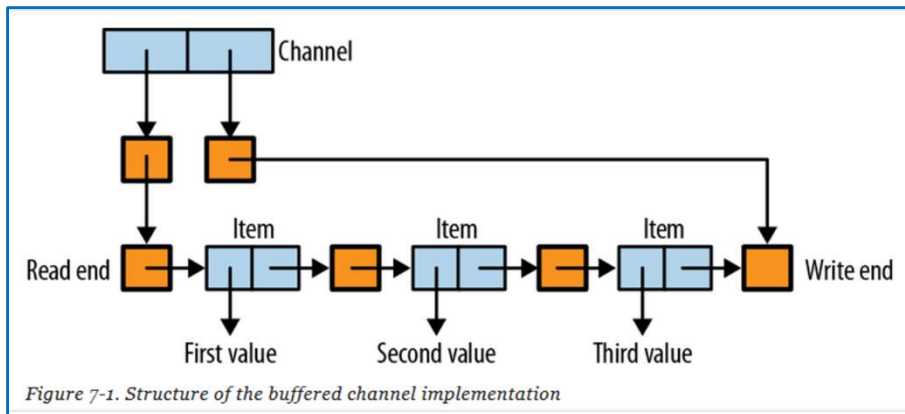 Channel
Item Item Item
Read end Write end
First value Second value Third value
Figure 7-1. Structure of the buffered channel implementation